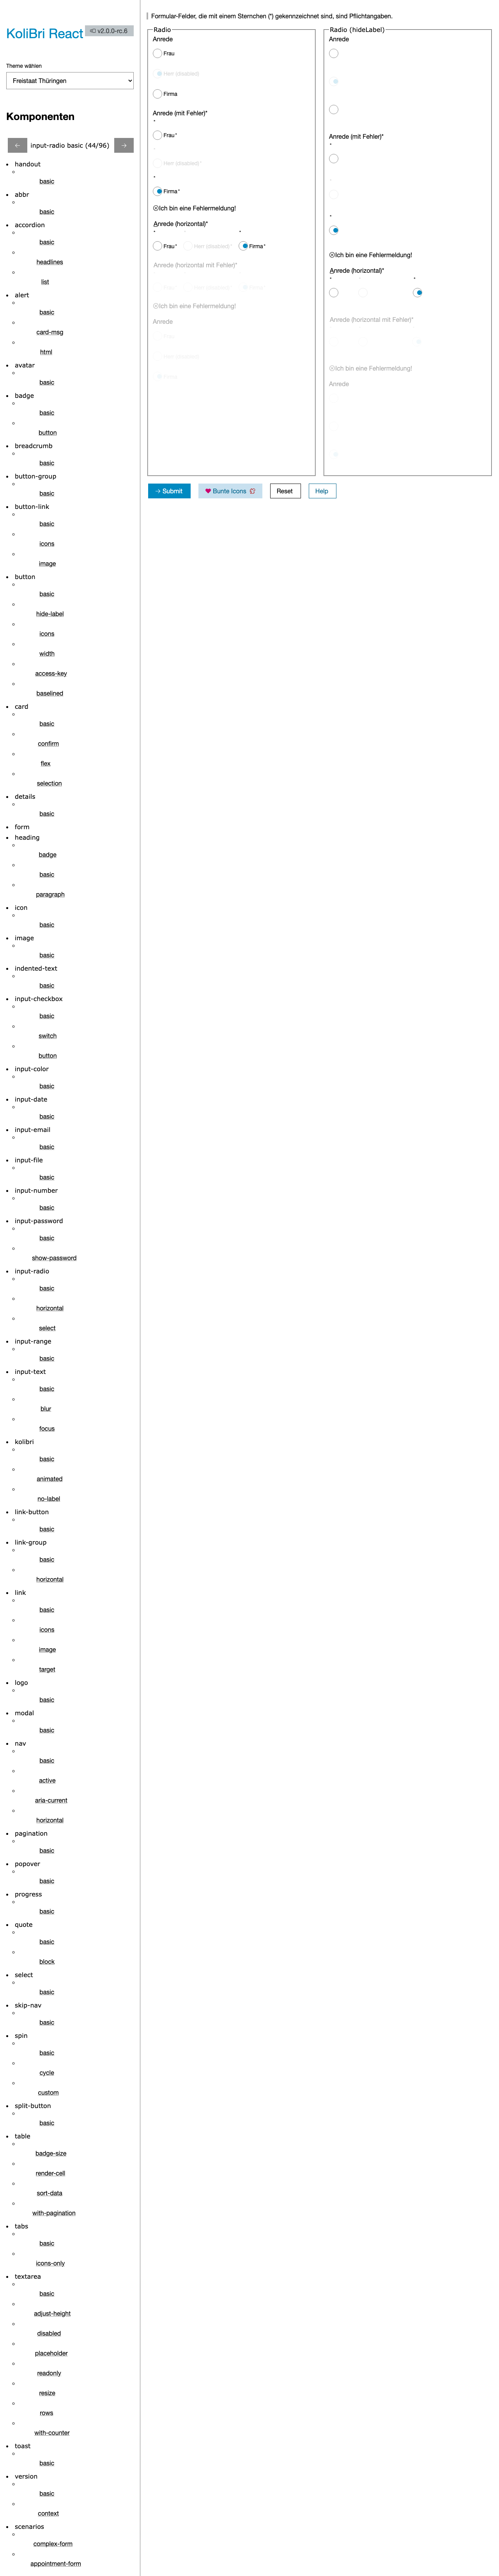 KoliBri React
v2.0.0-rc.6
Theme wählen
Freistaat Thüringen
Komponenten
← input-radio basic (44/96) →
handout
basic
abbr
basic
accordion
basic
headlines
list
alert
basic
card-msg
html
avatar
basic
badge
basic
button
breadcrumb
basic
button-group
basic
button-link
basic
icons
image
button
basic
hide-label
icons
width
access-key
baselined
card
basic
confirm
flex
selection
details
basic
form
heading
badge
basic
paragraph
icon
basic
image
basic
indented-text
basic
input-checkbox
basic
switch
button
input-color
basic
input-date
basic
input-email
basic
input-file
basic
input-number
basic
input-password
basic
show-password
input-radio
basic
horizontal
select
input-range
basic
input-text
basic
blur
focus
kolibri
basic
animated
no-label
link-button
basic
link-group
basic
horizontal
link
basic
icons
image
target
logo
basic
modal
basic
nav
basic
active
aria-current
horizontal
pagination
basic
popover
basic
progress
basic
quote
basic
block
select
basic
skip-nav
basic
spin
basic
cycle
custom
split-button
basic
table
badge-size
render-cell
sort-data
with-pagination
tabs
basic
icons-only
textarea
basic
adjust-height
disabled
placeholder
readonly
resize
rows
with-counter
toast
basic
version
basic
context
scenarios
complex-form
appointment-form
Formular-Felder, die mit einem Sternchen (*) gekennzeichnet sind, sind Pflichtangaben.
Radio
Anrede
Frau
Herr (disabled)
Firma
Anrede (mit Fehler)*
*
Frau*
Herr (disabled)*
*
Firma*
Ich bin eine Fehlermeldung!
Anrede (horizontal)*
* *
Frau* Herr (disabled)* Firma*
Anrede (horizontal mit Fehler)*
Ich bin eine Fehlermeldung!
Anrede
Radio (hideLabel)
Anrede
Anrede (mit Fehler)*
*
*
Ich bin eine Fehlermeldung!
Anrede (horizontal)*
* *
Anrede (horizontal mit Fehler)*
Ich bin eine Fehlermeldung!
Anrede
→ Submit
Bunte Icons
Reset
Help